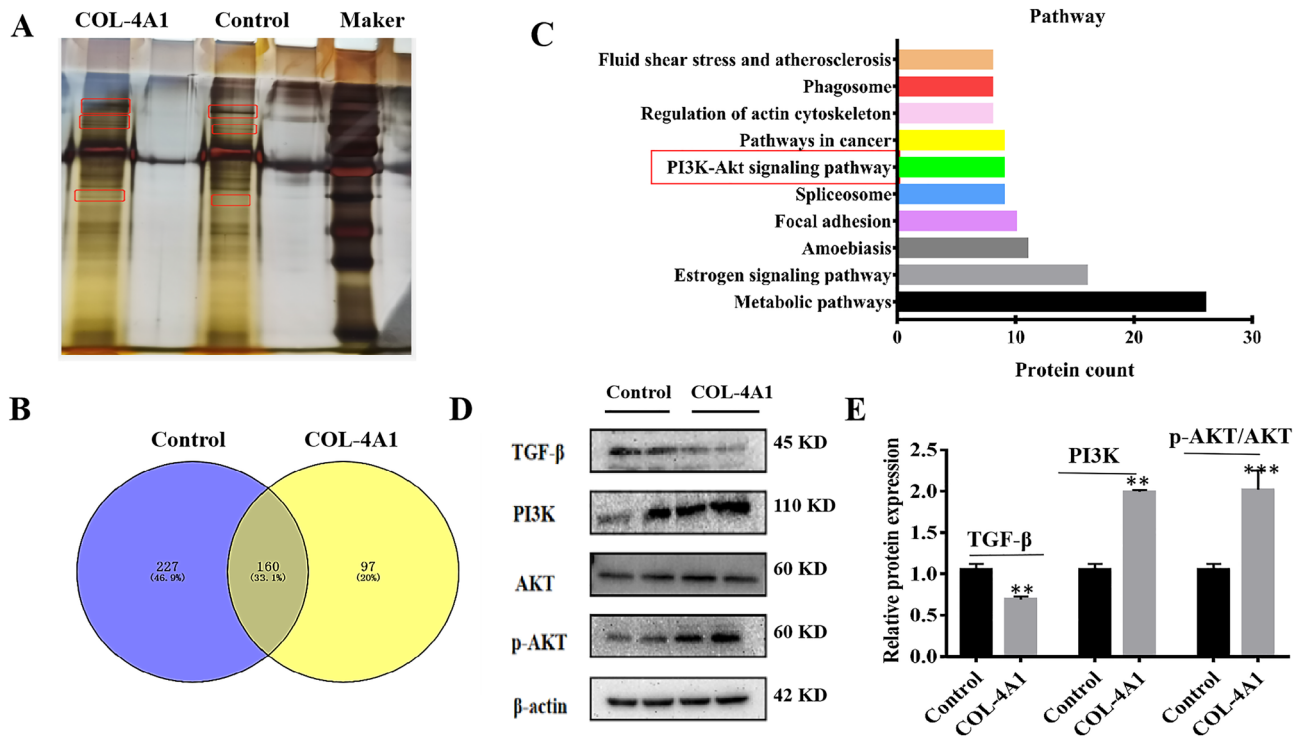 A
COL-4A1 Control Maker
B
Control COL-4A1
227
(46.9%)
160
(33.1%)
97
(20%)
C
Pathway
Fluid shear stress and atherosclerosis
Phagosome
Regulation of actin cytoskeleton
Pathways in cancer
PI3K-Akt signaling pathway
Spliceosome
Focal adhesion
Amoebiasis
Estrogen signaling pathway
Metabolic pathways
0 10 20 30
Protein count
D
Control COL-4A1
TGF-β 45 KD
PI3K 110 KD
AKT 60 KD
p-AKT 60 KD
β-actin 42 KD
E
Relative protein expression
2.5
2.0
1.5
1.0
0.5
0.0
TGF-β
**
PI3K
**
p-AKT/AKT
***
Control
COL-4A1
Control
COL-4A1
Control
COL-4A1